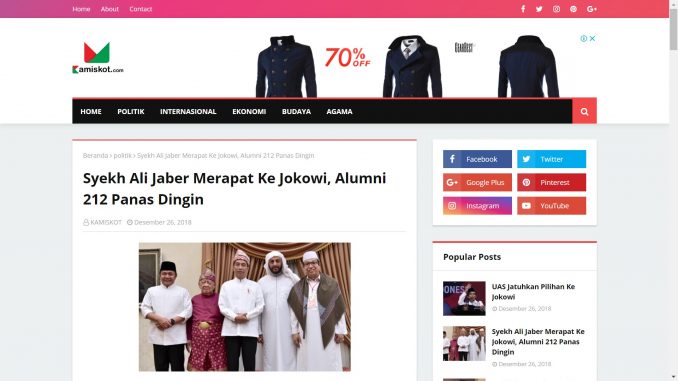 Home About Contact
Kamiskot.com
70%
OFF
GEARBEST
HOME POLITIK INTERNASIONAL EKONOMI BUDAYA AGAMA
Beranda › politik › Syekh Ali Jaber Merapat Ke Jokowi, Alumni 212 Panas Dingin
Syekh Ali Jaber Merapat Ke Jokowi, Alumni
212 Panas Dingin
KAMISKOT Desember 26, 2018
Facebook Twitter
Google Plus Pinterest
Instagram YouTube
Popular Posts
UAS Jatuhkan Pilihan Ke
Jokowi
Desember 26, 2018
Syekh Ali Jaber Merapat Ke
Jokowi, Alumni 212 Panas
Dingin
Desember 26, 2018